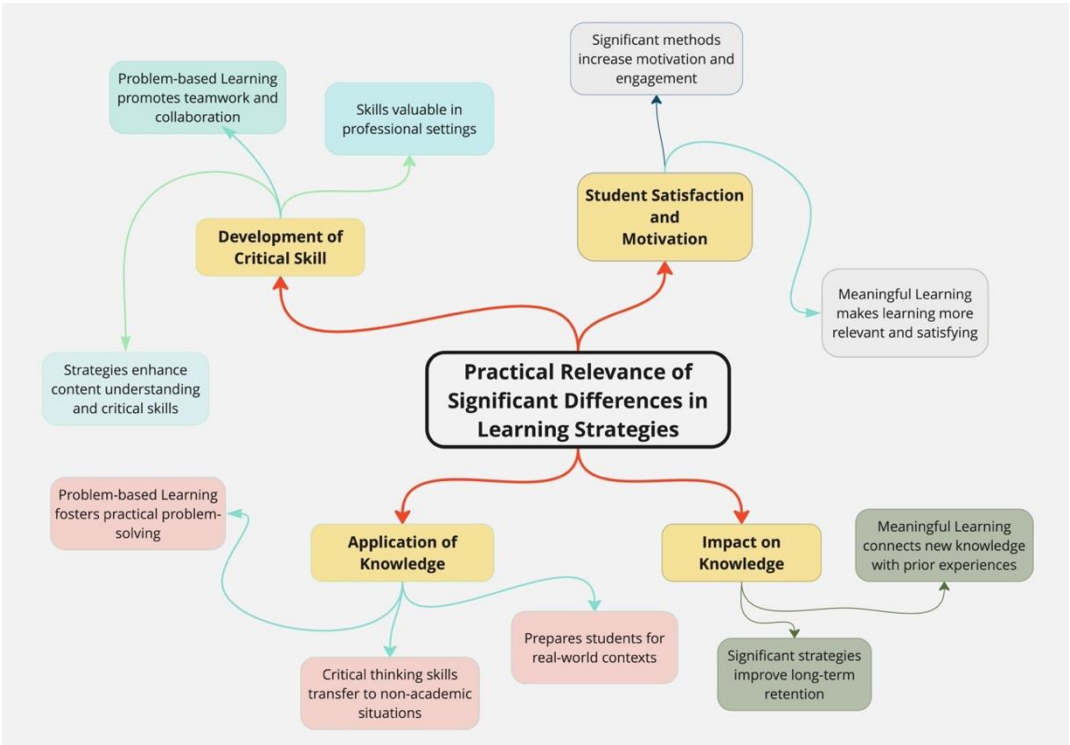 Significant methods
increase motivation and
engagement
Problem-based Learning
promotes teamwork and
collaboration
Skills valuable in
professional settings
Student Satisfaction
and
Motivation
Development of
Critical Skill
Meaningful Learning
makes learning more
relevant and satisfying
Strategies enhance
content understanding
and critical skills
Practical Relevance of
Significant Differences in
Learning Strategies
Problem-based Learning
fosters practical problem-
solving
Application of
Knowledge
Impact on
Knowledge
Meaningful Learning
connects new knowledge
with prior experiences
Prepares students for
real-world contexts
Critical thinking skills
transfer to non-academic
situations
Significant strategies
improve long-term
retention